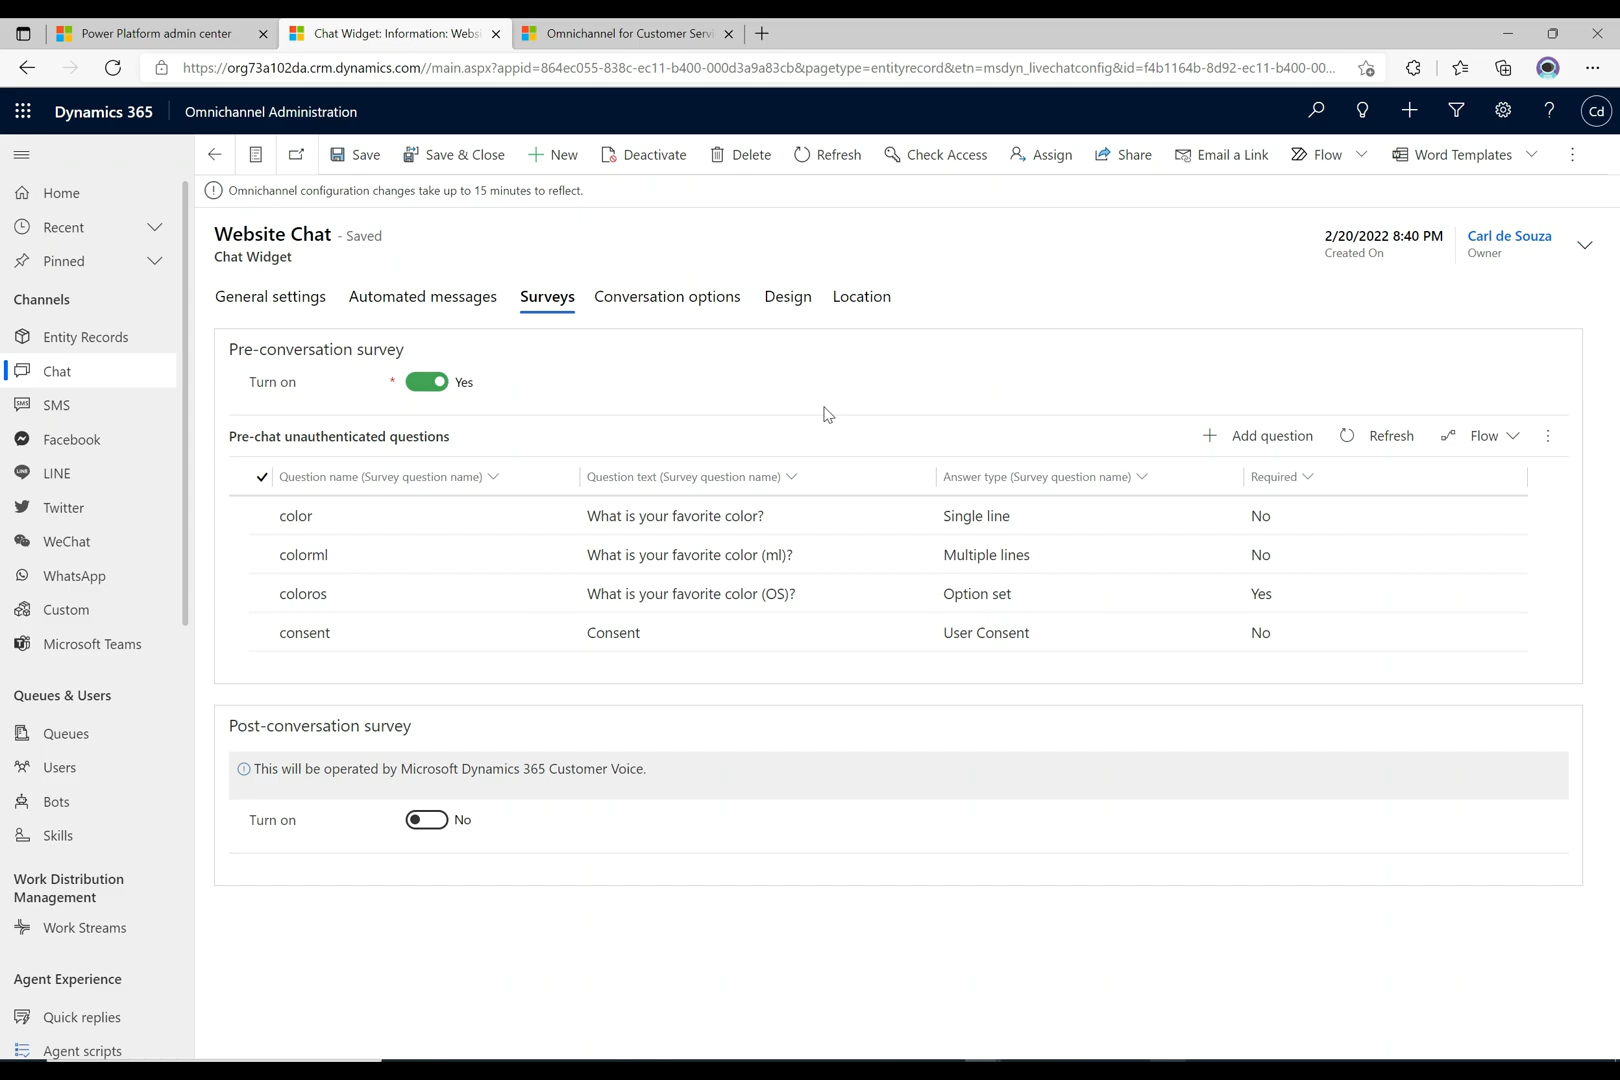 Power Platform admin center
Chat Widget: Information: Websi
Omnichannel for Customer Servi
https://org73a102da.crm.dynamics.com//main.aspx?appid=864ec055-838c-ec11-b400-000d3a9a83cb&pagetype=entityrecord&etn=msdyn_livechatconfig&id=f4b1164b-8d92-ec11-b400-00...
Dynamics 365
Omnichannel Administration
Cd
Save
Save & Close
New
Deactivate
Delete
Refresh
Check Access
Assign
Share
Email a Link
Flow
Word Templates
Omnichannel configuration changes take up to 15 minutes to reflect.
Home
Recent
Pinned
Channels
Entity Records
Chat
SMS
Facebook
LINE
Twitter
WeChat
WhatsApp
Custom
Microsoft Teams
Queues & Users
Queues
Users
Bots
Skills
Work Distribution
Management
Work Streams
Agent Experience
Quick replies
Agent scripts
Website Chat - Saved
Chat Widget
2/20/2022 8:40 PM
Created On
Carl de Souza
Owner
General settings
Automated messages
Surveys
Conversation options
Design
Location
Pre-conversation survey
Turn on * Yes
Pre-chat unauthenticated questions
Add question
Refresh
Flow
Question name (Survey question name)
Question text (Survey question name)
Answer type (Survey question name)
Required
color What is your favorite color? Single line No
colorml What is your favorite color (ml)? Multiple lines No
coloros What is your favorite color (OS)? Option set Yes
consent Consent User Consent No
Post-conversation survey
This will be operated by Microsoft Dynamics 365 Customer Voice.
Turn on No